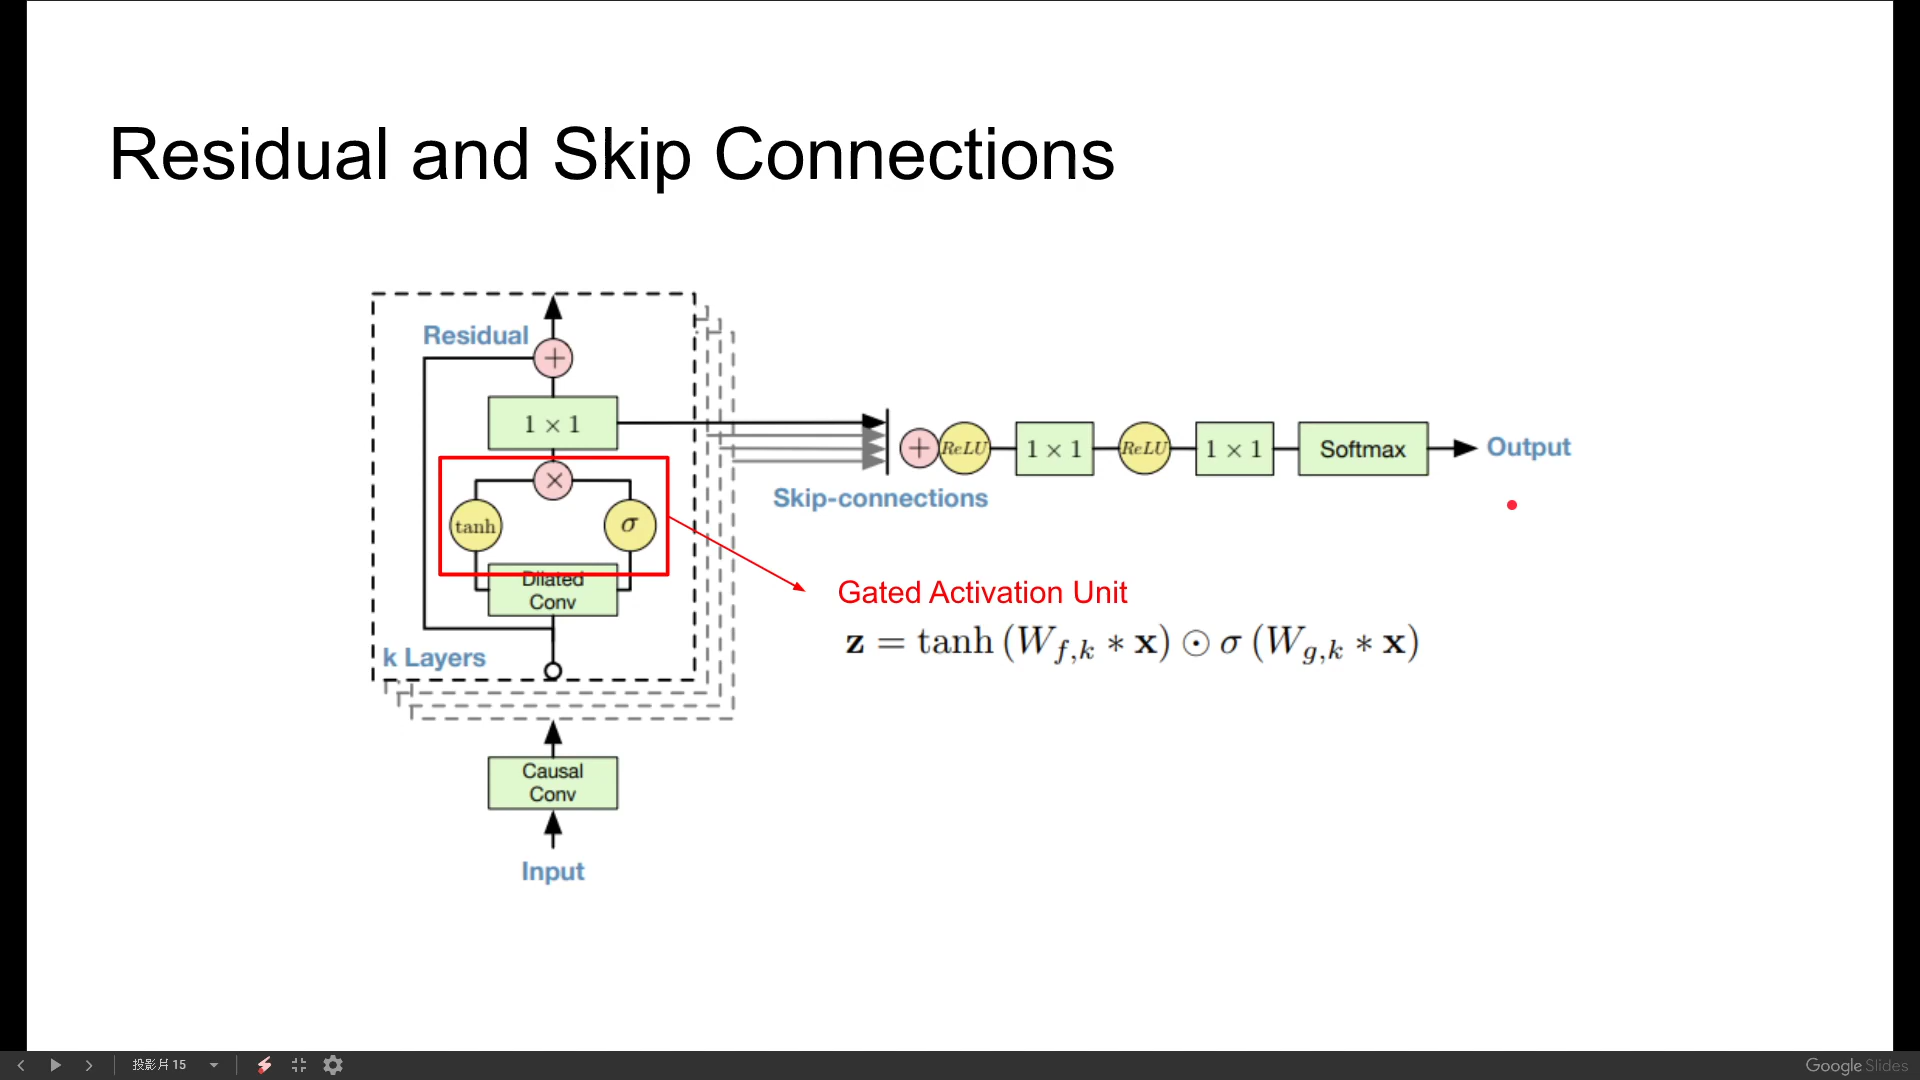 Residual and Skip Connections
Residual
+
1 × 1
×
tanh
σ
Dilated
Conv
k Layers
Causal
Conv
Input
Skip-connections
+
ReLU
1 × 1
ReLU
1 × 1
Softmax
Output
Gated Activation Unit
z = tanh (W_{f,k} ∗ x) ⊙ σ (W_{g,k} ∗ x)
投影片 15
Google Slides